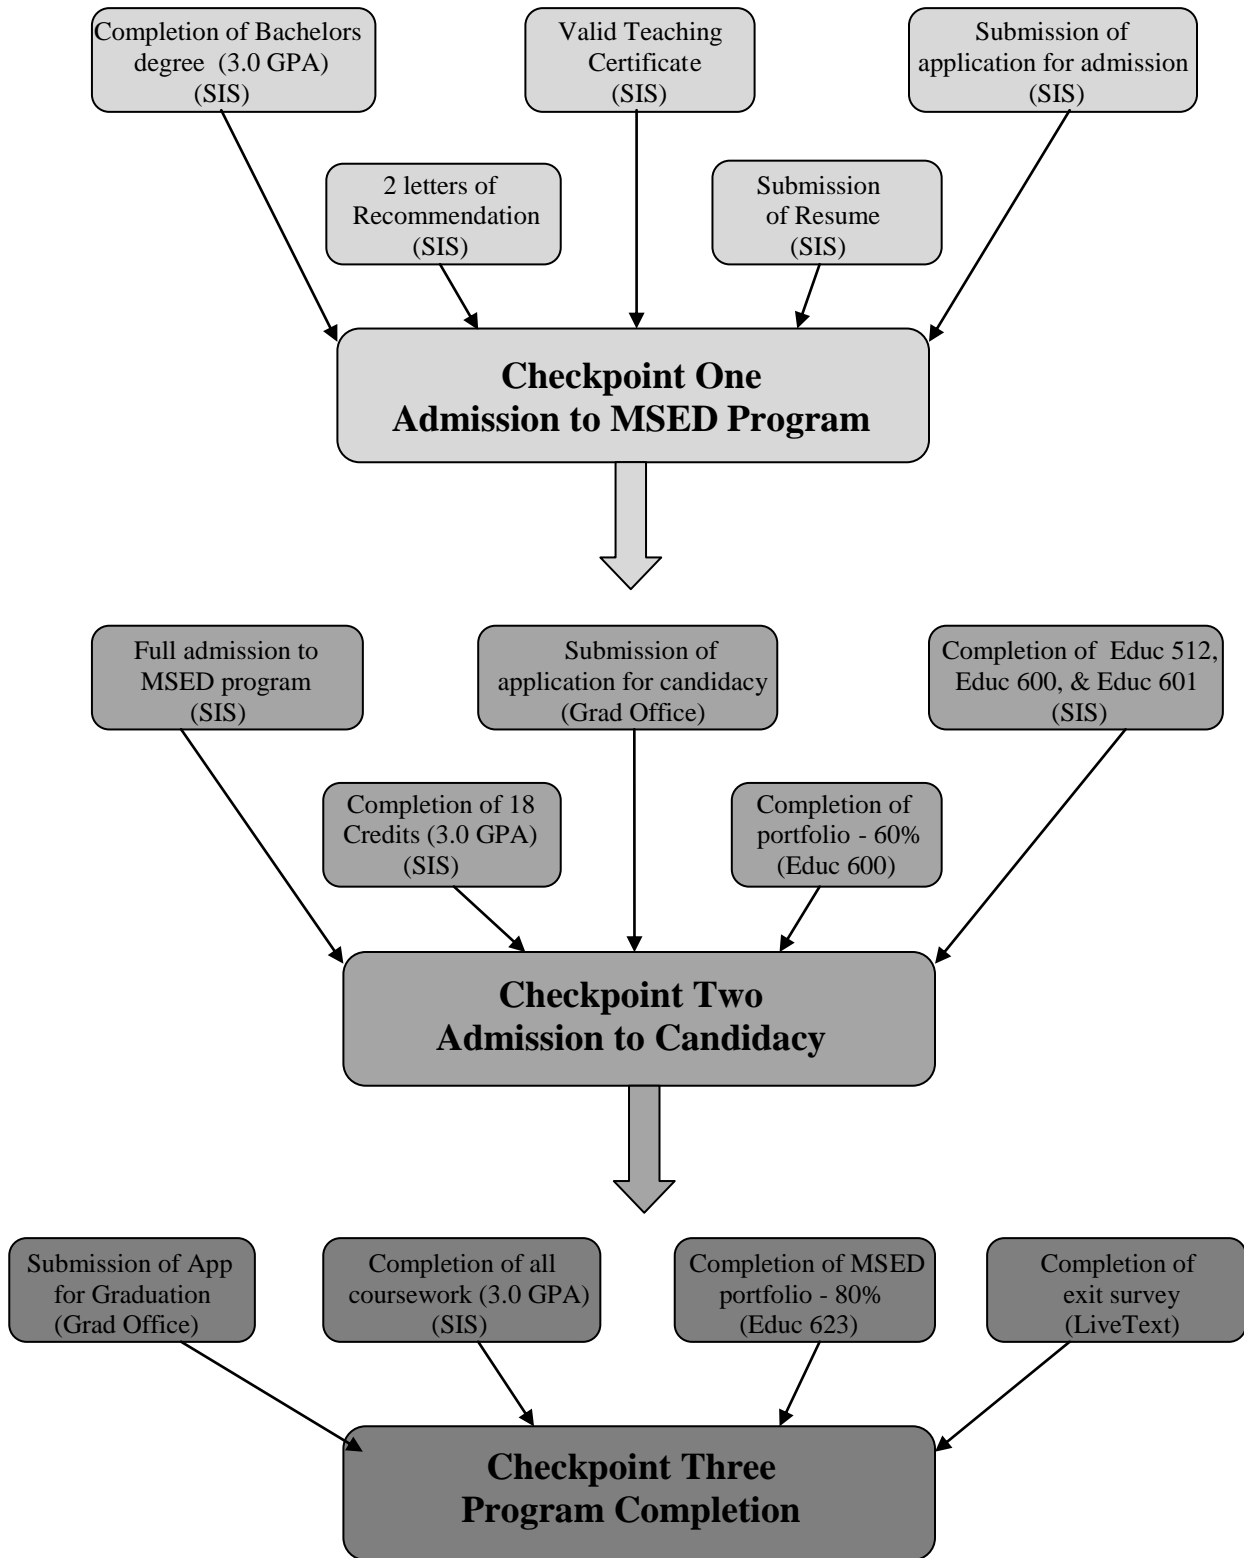 Completion of Bachelors
degree (3.0 GPA)
(SIS)
Valid Teaching
Certificate
(SIS)
Submission of
application for admission
(SIS)
2 letters of
Recommendation
(SIS)
Submission
of Resume
(SIS)
Checkpoint One
Admission to MSED Program
Full admission to
MSED program
(SIS)
Submission of
application for candidacy
(Grad Office)
Completion of Educ 512,
Educ 600, & Educ 601
(SIS)
Completion of 18
Credits (3.0 GPA)
(SIS)
Completion of
portfolio - 60%
(Educ 600)
Checkpoint Two
Admission to Candidacy
Submission of App
for Graduation
(Grad Office)
Completion of all
coursework (3.0 GPA)
(SIS)
Completion of MSED
portfolio - 80%
(Educ 623)
Completion of
exit survey
(LiveText)
Checkpoint Three
Program Completion